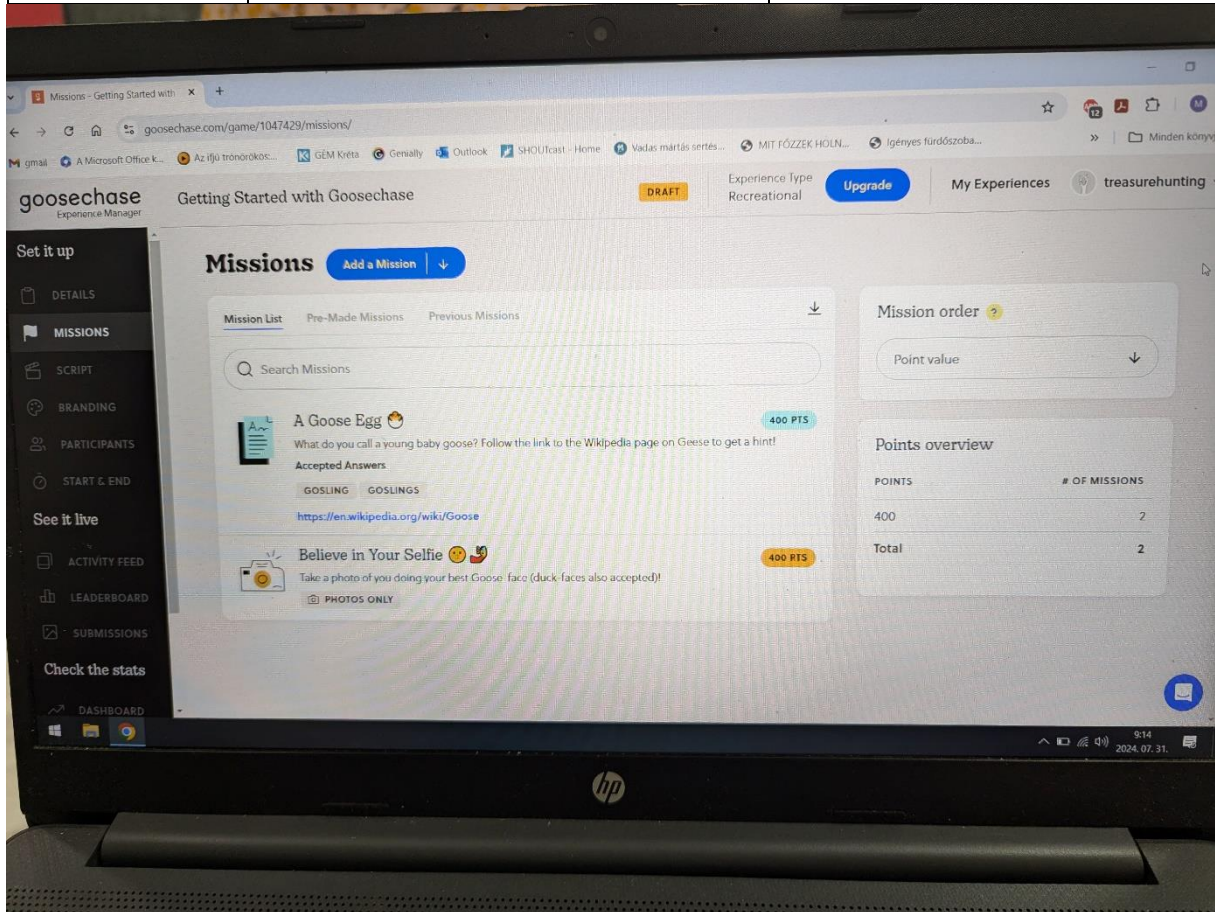 Missions - Getting Started with
goosechase.com/game/1047429/missions/
12
M
gmail A Microsoft Office k... Az ifjú trónörökös:... GÉM Kréta Genially Outlook SHOUTcast - Home Vadas mártás sertés... MIT FŐZZEK HOLN... Igényes fürdőszoba... » Minden könyvj
goosechase
Experience Manager
Getting Started with Goosechase
DRAFT
Experience Type
Recreational
Upgrade
My Experiences
treasurehunting
Set it up
DETAILS
MISSIONS
SCRIPT
BRANDING
PARTICIPANTS
START & END
See it live
ACTIVITY FEED
LEADERBOARD
SUBMISSIONS
Check the stats
DASHBOARD
Missions
Add a Mission
Mission List Pre-Made Missions Previous Missions
Search Missions
A Goose Egg
400 PTS
What do you call a young baby goose? Follow the link to the Wikipedia page on Geese to get a hint!
Accepted Answers
GOSLING GOSLINGS
https://en.wikipedia.org/wiki/Goose
Believe in Your Selfie
400 PTS
Take a photo of you doing your best Goose-face (duck-faces also accepted)!
PHOTOS ONLY
Mission order ?
Point value
Points overview
POINTS # OF MISSIONS
400 2
Total 2
9:14
2024. 07. 31.
hp